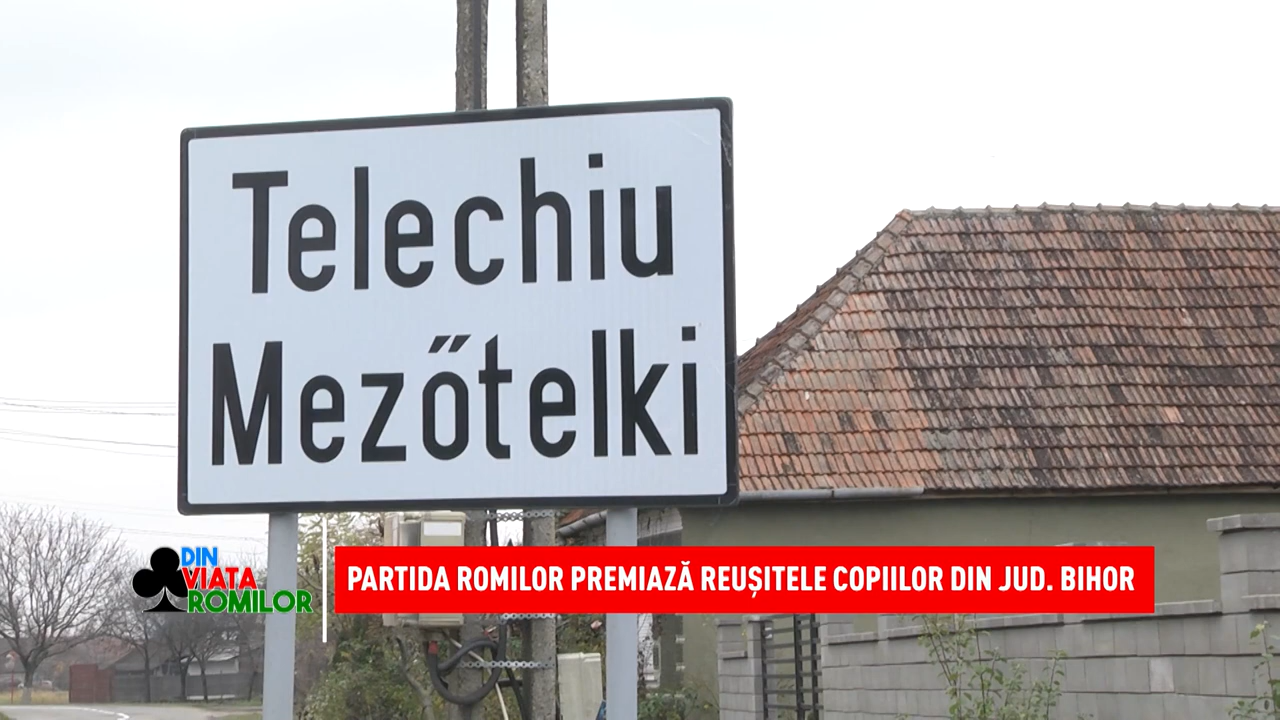 Telechiu
Mezőtelki
DIN
VIATA
ROMILOR
PARTIDA ROMILOR PREMIAZĂ REUȘITELE COPIILOR DIN JUD. BIHOR